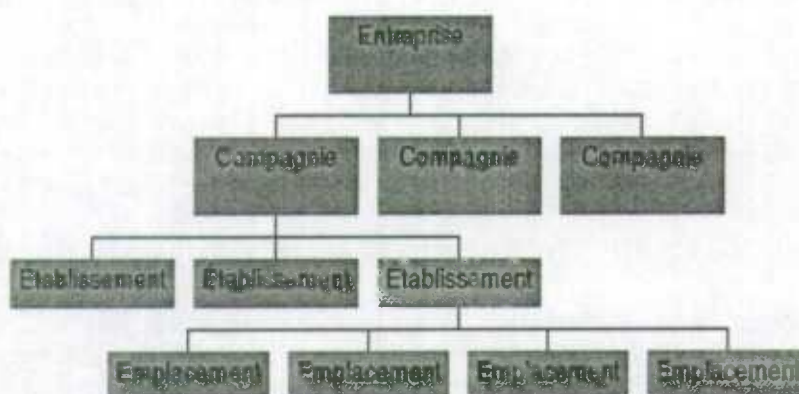 Entreprise
Compagnie Compagnie Compagnie
Etablissement Etablissement Etablissement
Emplacement Emplacement Emplacement Emplacement